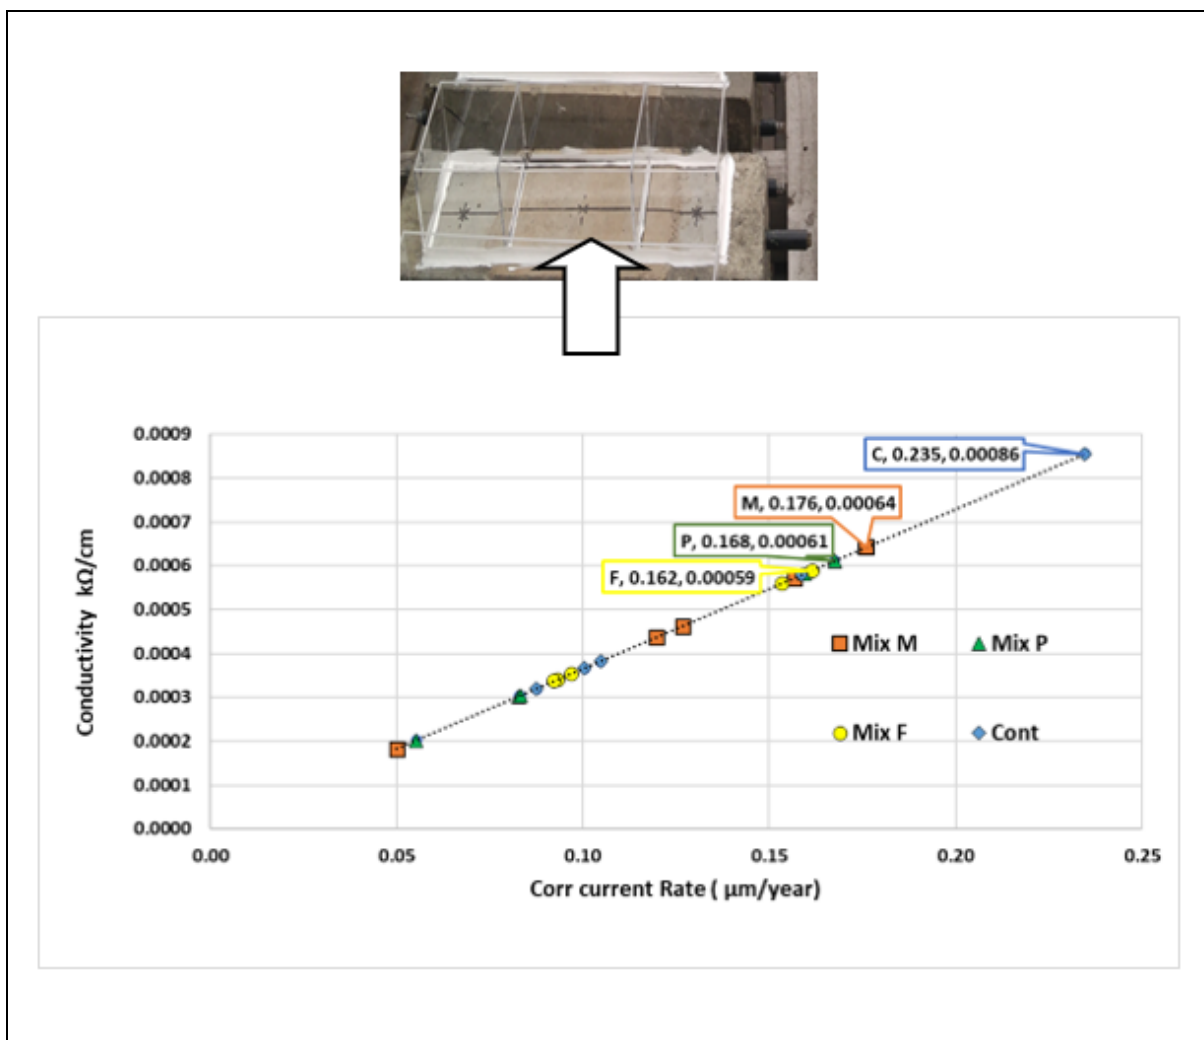 0.0009
0.0008
0.0007
0.0006
0.0005
0.0004
0.0003
0.0002
0.0001
0.0000
Conductivity kΩ/cm
C, 0.235, 0.00086
M, 0.176, 0.00064
P, 0.168, 0.00061
F, 0.162, 0.00059
Mix M
Mix P
Mix F
Cont
0.00 0.05 0.10 0.15 0.20 0.25
Corr current Rate ( µm/year)